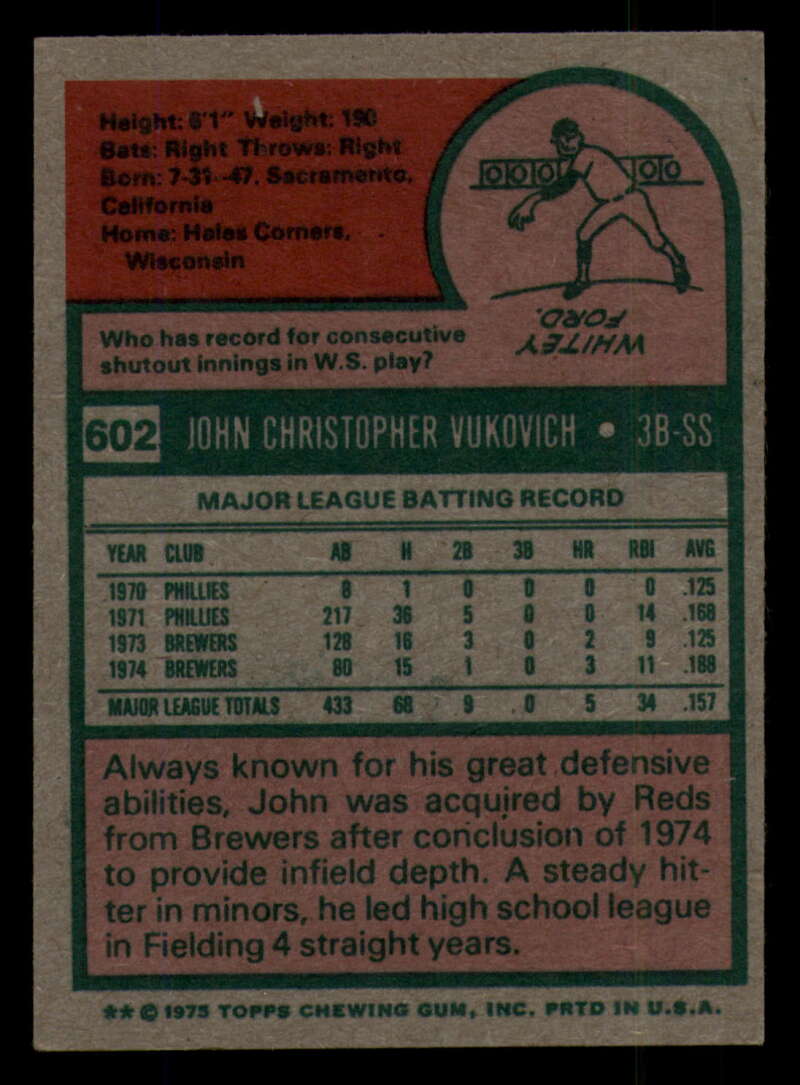 Height: 6'1" Weight: 190
Bats: Right Throws: Right
Born: 7-31-47, Sacramento,
California
Home: Hales Corners,
Wisconsin
0 0 0 0 0 0
Who has record for consecutive
shutout innings in W.S. play?
WHITEY
FORD.
602 JOHN CHRISTOPHER VUKOVICH • 3B-SS
MAJOR LEAGUE BATTING RECORD
YEAR CLUB AB H 2B 3B HR RBI AVG
1970 PHILLIES 8 1 0 0 0 0 .125
1971 PHILLIES 217 36 5 0 0 14 .168
1973 BREWERS 128 16 3 0 2 9 .125
1974 BREWERS 80 15 1 0 3 11 .188
MAJOR LEAGUE TOTALS 433 68 9 0 5 34 .157
Always known for his great defensive
abilities, John was acquired by Reds
from Brewers after conclusion of 1974
to provide infield depth. A steady hit-
ter in minors, he led high school league
in Fielding 4 straight years.
** © 1975 TOPPS CHEWING GUM, INC. PRTD IN U.S.A.